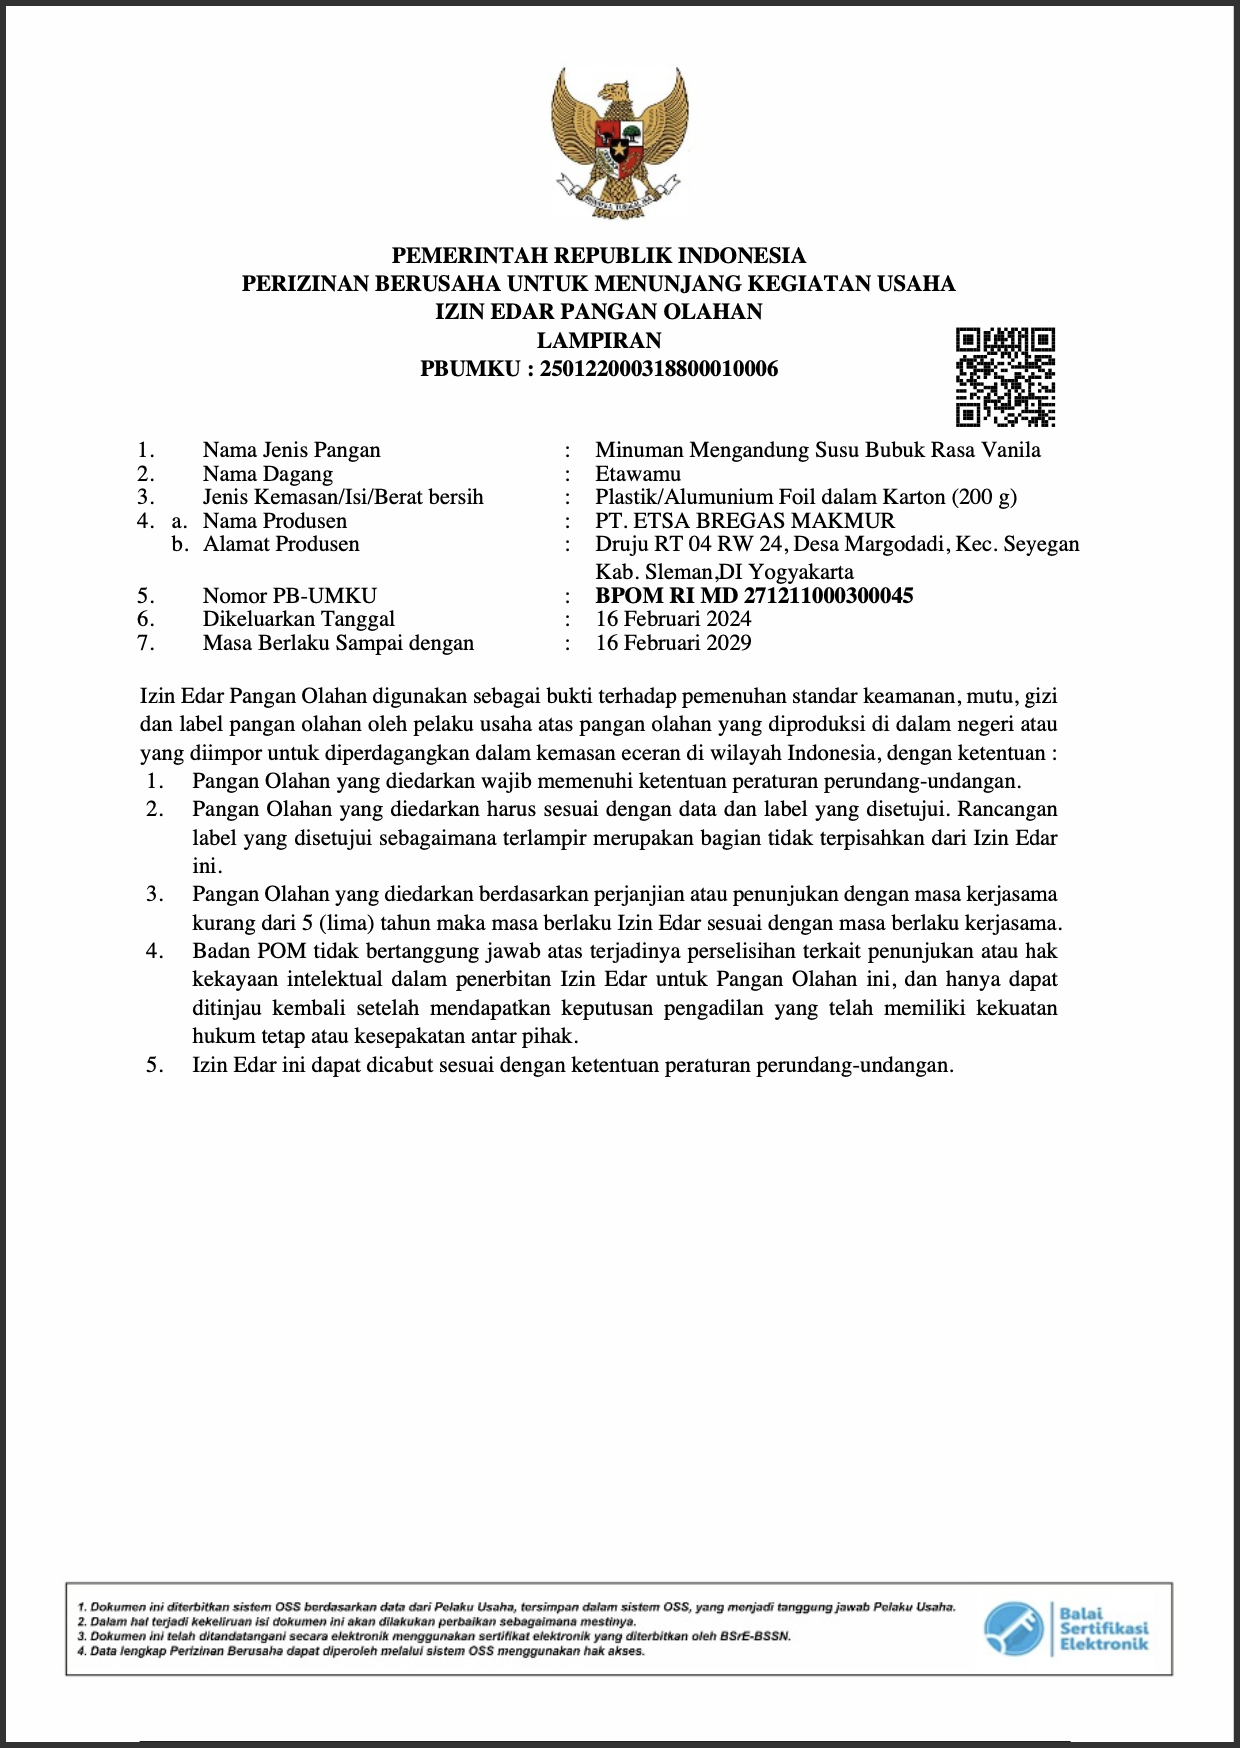 PEMERINTAH REPUBLIK INDONESIA
PERIZINAN BERUSAHA UNTUK MENUNJANG KEGIATAN USAHA
IZIN EDAR PANGAN OLAHAN
LAMPIRAN
PBUMKU : 250122000318800010006
1. Nama Jenis Pangan : Minuman Mengandung Susu Bubuk Rasa Vanila
2. Nama Dagang : Etawamu
3. Jenis Kemasan/Isi/Berat bersih : Plastik/Alumunium Foil dalam Karton (200 g)
4. a. Nama Produsen : PT. ETSA BREGAS MAKMUR
b. Alamat Produsen : Druju RT 04 RW 24, Desa Margodadi, Kec. Seyegan
Kab. Sleman,DI Yogyakarta
5. Nomor PB-UMKU : BPOM RI MD 271211000300045
6. Dikeluarkan Tanggal : 16 Februari 2024
7. Masa Berlaku Sampai dengan : 16 Februari 2029
Izin Edar Pangan Olahan digunakan sebagai bukti terhadap pemenuhan standar keamanan, mutu, gizi
dan label pangan olahan oleh pelaku usaha atas pangan olahan yang diproduksi di dalam negeri atau
yang diimpor untuk diperdagangkan dalam kemasan eceran di wilayah Indonesia, dengan ketentuan :
1. Pangan Olahan yang diedarkan wajib memenuhi ketentuan peraturan perundang-undangan.
2. Pangan Olahan yang diedarkan harus sesuai dengan data dan label yang disetujui. Rancangan
label yang disetujui sebagaimana terlampir merupakan bagian tidak terpisahkan dari Izin Edar
ini.
3. Pangan Olahan yang diedarkan berdasarkan perjanjian atau penunjukan dengan masa kerjasama
kurang dari 5 (lima) tahun maka masa berlaku Izin Edar sesuai dengan masa berlaku kerjasama.
4. Badan POM tidak bertanggung jawab atas terjadinya perselisihan terkait penunjukan atau hak
kekayaan intelektual dalam penerbitan Izin Edar untuk Pangan Olahan ini, dan hanya dapat
ditinjau kembali setelah mendapatkan keputusan pengadilan yang telah memiliki kekuatan
hukum tetap atau kesepakatan antar pihak.
5. Izin Edar ini dapat dicabut sesuai dengan ketentuan peraturan perundang-undangan.
1. Dokumen ini diterbitkan sistem OSS berdasarkan data dari Pelaku Usaha, tersimpan dalam sistem OSS, yang menjadi tanggung jawab Pelaku Usaha.
2. Dalam hal terjadi kekeliruan isi dokumen ini akan dilakukan perbaikan sebagaimana mestinya.
3. Dokumen ini telah ditandatangani secara elektronik menggunakan sertifikat elektronik yang diterbitkan oleh BSrE-BSSN.
4. Data lengkap Perizinan Berusaha dapat diperoleh melalui sistem OSS menggunakan hak akses.
Balai
Sertifikasi
Elektronik